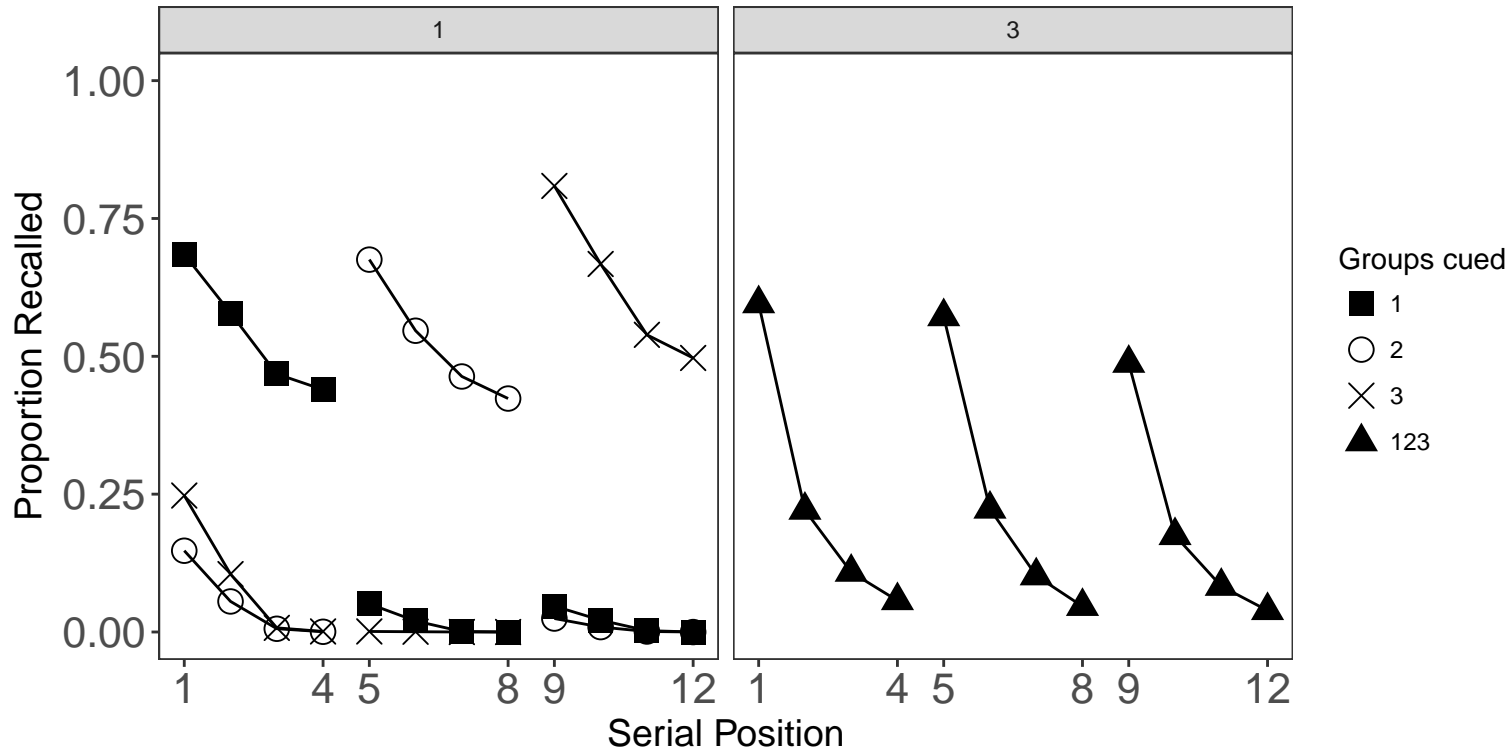 1
3
1.00
0.75
0.50
0.25
0.00
Proportion Recalled
1 4 5 8 9 12
1 4 5 8 9 12
Serial Position
Groups cued
1
2
3
123